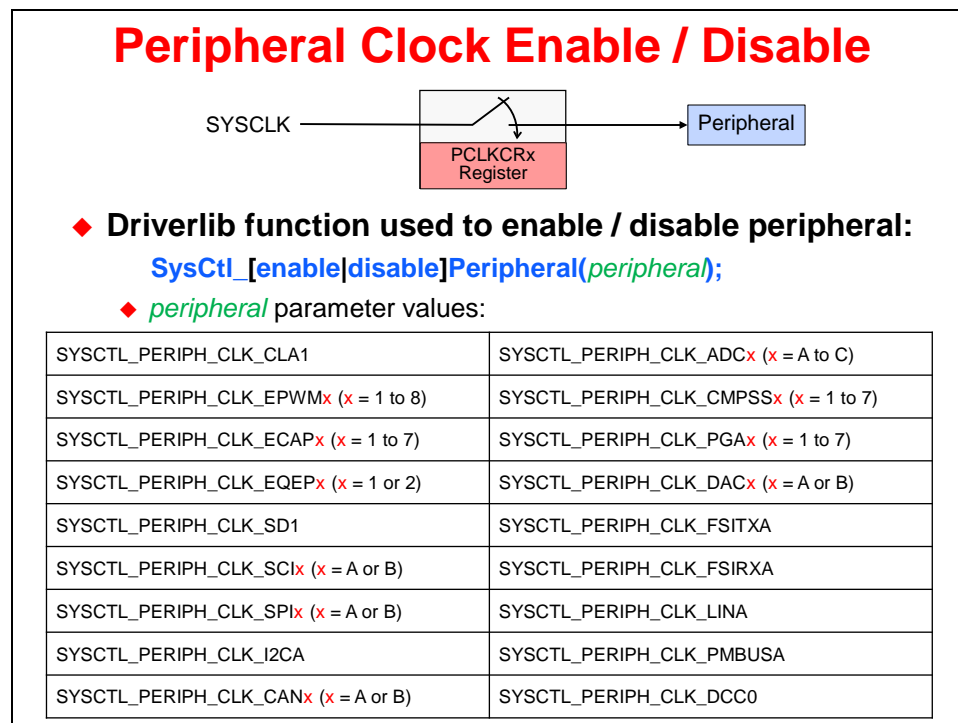 Peripheral Clock Enable / Disable
SYSCLK
PCLKCRx
Register
Peripheral
Driverlib function used to enable / disable peripheral:
SysCtl_[enable|disable]Peripheral(peripheral);
peripheral parameter values:
SYSCTL_PERIPH_CLK_CLA1 SYSCTL_PERIPH_CLK_ADCx (x = A to C)
SYSCTL_PERIPH_CLK_EPWMx (x = 1 to 8) SYSCTL_PERIPH_CLK_CMPSSx (x = 1 to 7)
SYSCTL_PERIPH_CLK_ECAPx (x = 1 to 7) SYSCTL_PERIPH_CLK_PGAx (x = 1 to 7)
SYSCTL_PERIPH_CLK_EQEPx (x = 1 or 2) SYSCTL_PERIPH_CLK_DACx (x = A or B)
SYSCTL_PERIPH_CLK_SD1 SYSCTL_PERIPH_CLK_FSITXA
SYSCTL_PERIPH_CLK_SCIx (x = A or B) SYSCTL_PERIPH_CLK_FSIRXA
SYSCTL_PERIPH_CLK_SPIx (x = A or B) SYSCTL_PERIPH_CLK_LINA
SYSCTL_PERIPH_CLK_I2CA SYSCTL_PERIPH_CLK_PMBUSA
SYSCTL_PERIPH_CLK_CANx (x = A or B) SYSCTL_PERIPH_CLK_DCC0